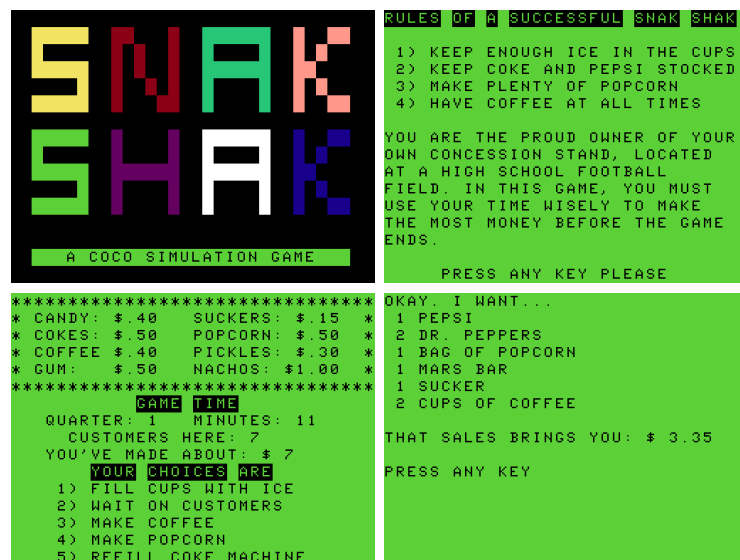 SNAK
SHAK
A COCO SIMULATION GAME
RULES OF A SUCCESSFUL SNAK SHAK
1) KEEP ENOUGH ICE IN THE CUPS
2) KEEP COKE AND PEPSI STOCKED
3) MAKE PLENTY OF POPCORN
4) HAVE COFFEE AT ALL TIMES
YOU ARE THE PROUD OWNER OF YOUR
OWN CONCESSION STAND, LOCATED
AT A HIGH SCHOOL FOOTBALL
FIELD. IN THIS GAME, YOU MUST
USE YOUR TIME WISELY TO MAKE
THE MOST MONEY BEFORE THE GAME
ENDS.
PRESS ANY KEY PLEASE
********************************
* CANDY: $.40 SUCKERS: $.15 *
* COKES: $.50 POPCORN: $.50 *
* COFFEE $.40 PICKLES: $.30 *
* GUM: $.50 NACHOS: $1.00 *
********************************
GAME TIME
QUARTER: 1 MINUTES: 11
CUSTOMERS HERE: 7
YOU'VE MADE ABOUT: $ 7
YOUR CHOICES ARE
1) FILL CUPS WITH ICE
2) WAIT ON CUSTOMERS
3) MAKE COFFEE
4) MAKE POPCORN
5) REFILL COKE MACHINE
OKAY. I WANT...
1 PEPSI
2 DR. PEPPERS
1 BAG OF POPCORN
1 MARS BAR
1 SUCKER
2 CUPS OF COFFEE
THAT SALES BRINGS YOU: $ 3.35
PRESS ANY KEY